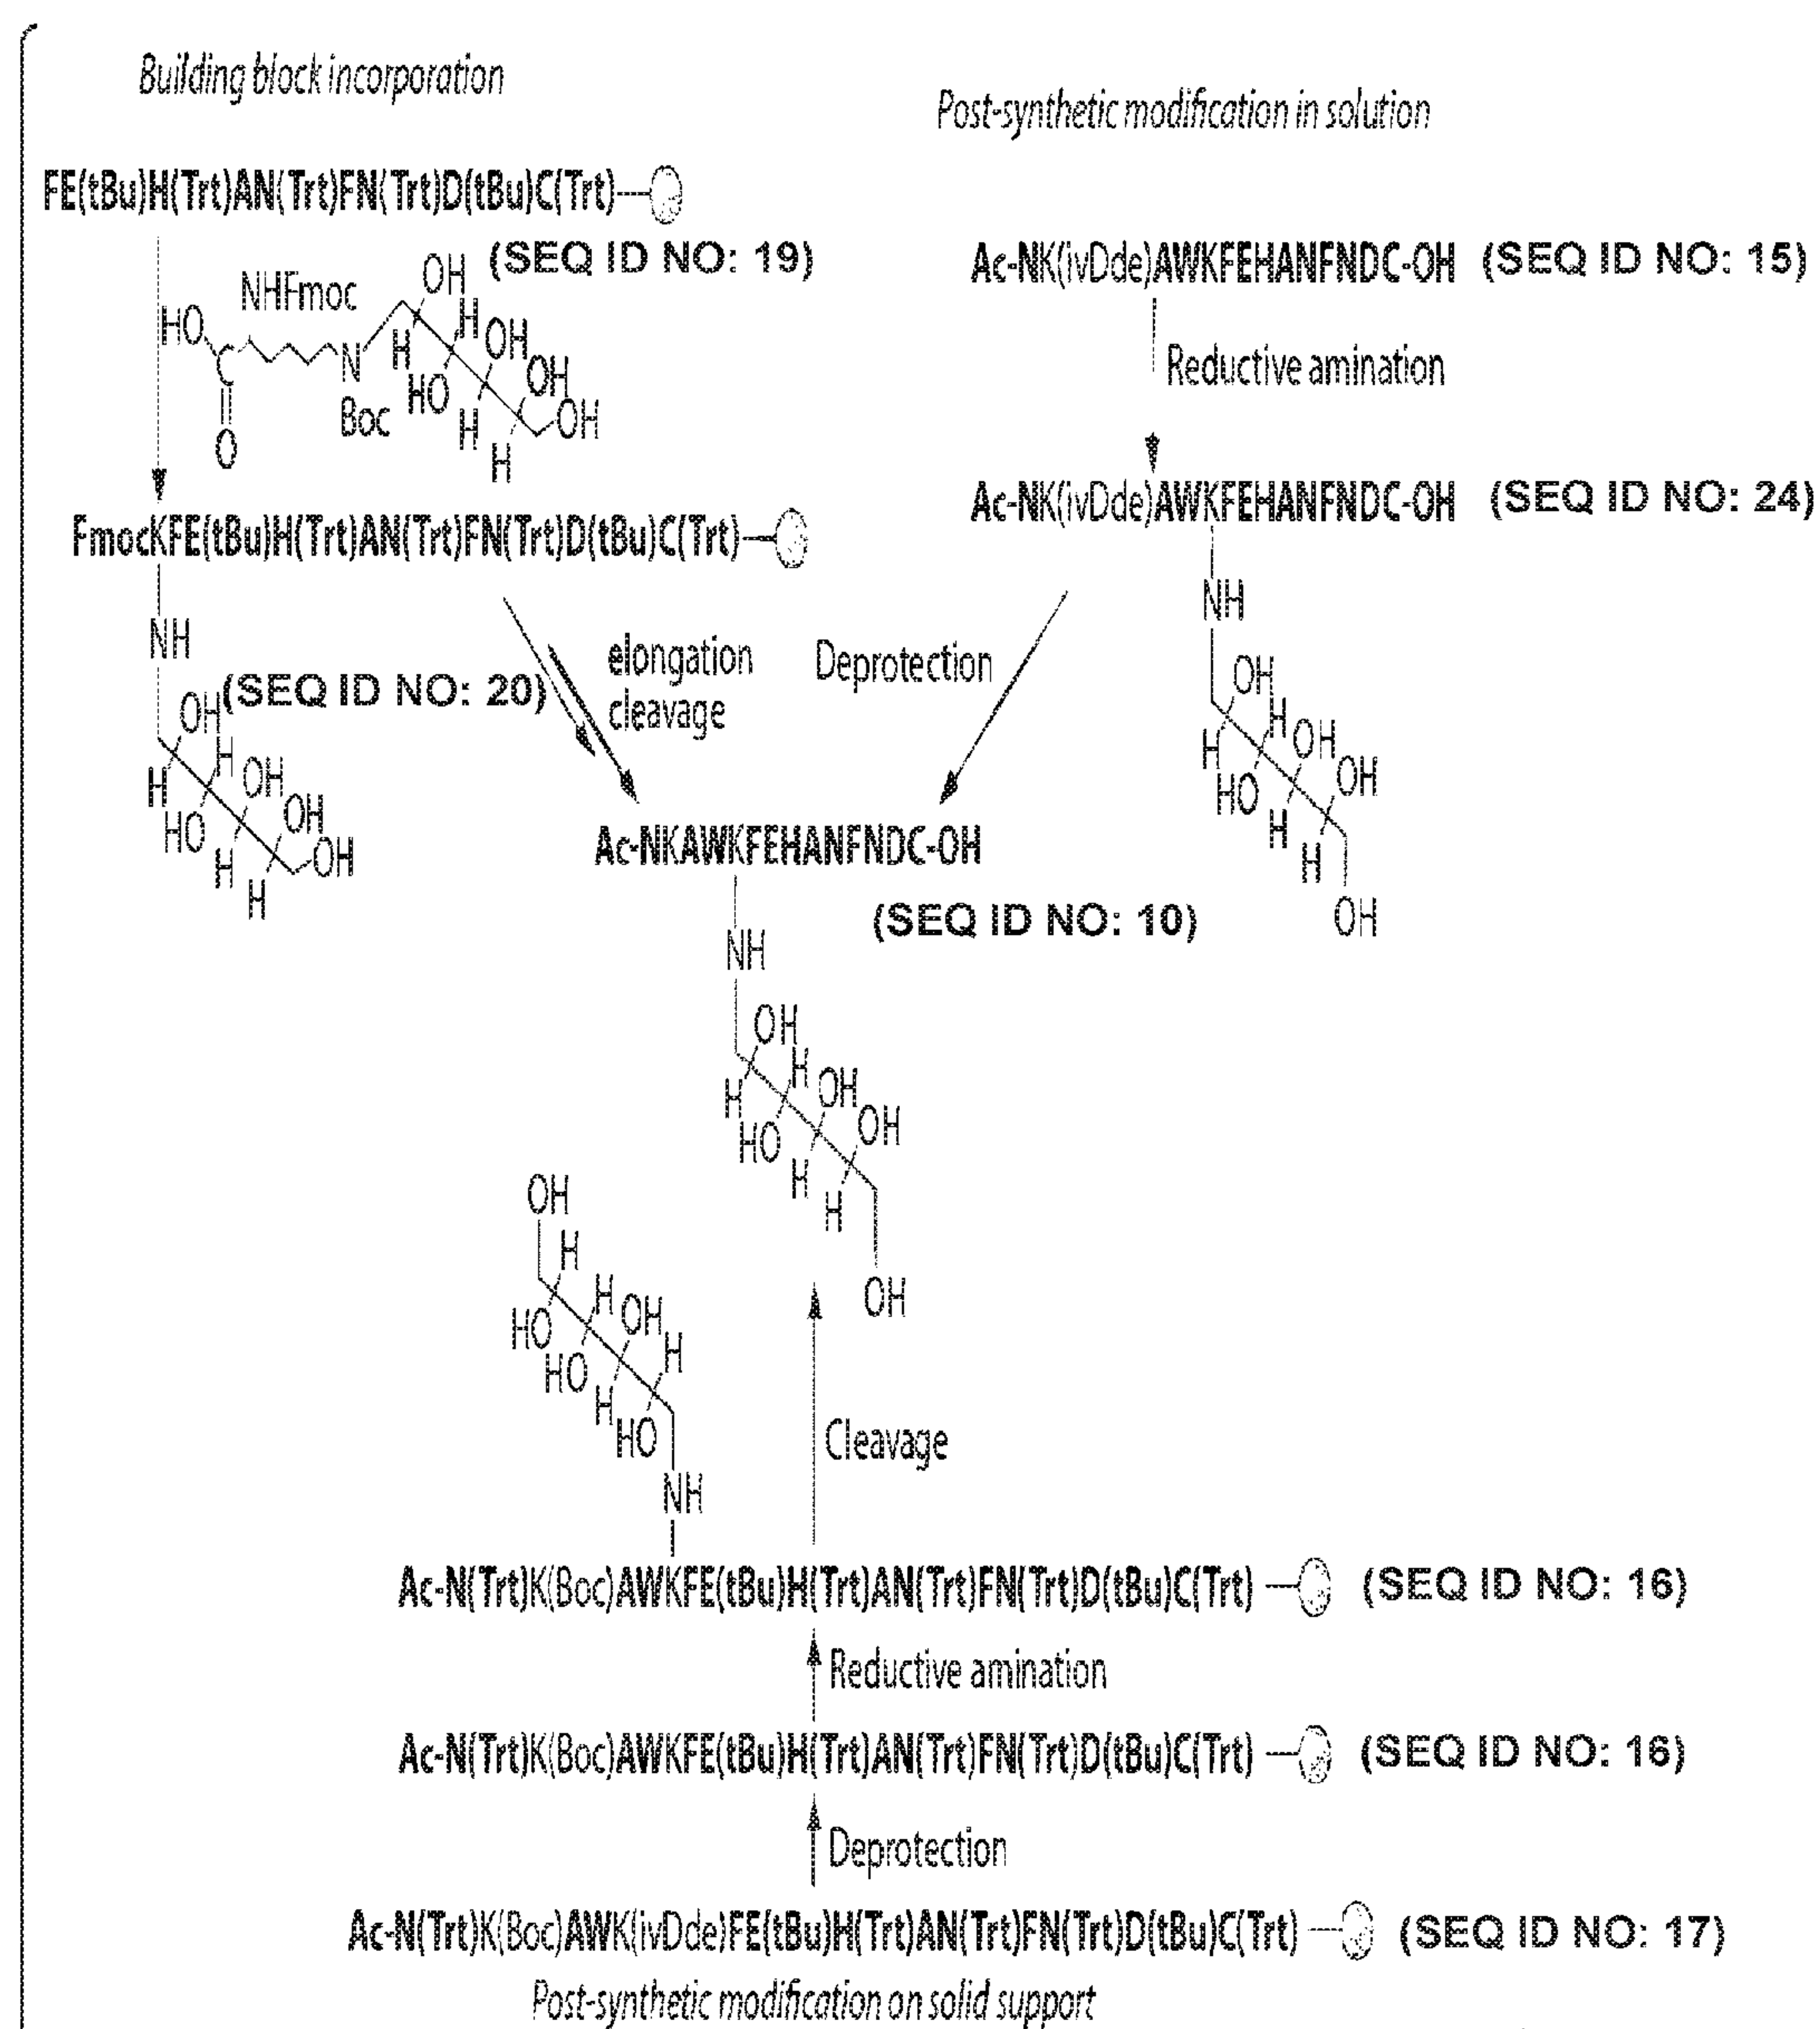 Building block incorporation
Post-synthetic modification in solution
FE(tBu)H(Trt)AN(Trt)FN(Trt)D(tBu)C(Trt)
(SEQ ID NO: 19)
Ac-NK(ivDde)AWKFEHANFNDC-OH (SEQ ID NO: 15)
NHFmoc
OH
HO
C
N
H
H
OH
OH
HO
Boc
H
OH
O
H
Reductive amination
Ac-NK(ivDde)AWKFEHANFNDC-OH (SEQ ID NO: 24)
FmocKFE(tBu)H(Trt)AN(Trt)FN(Trt)D(tBu)C(Trt)
NH
NH
(SEQ ID NO: 20)
elongation
cleavage
Deprotection
OH
H
H
OH
HO
OH
H
OH
H
OH
H
H
OH
OH
HO
H
H
OH
Ac-NKAWKFEHANFNDC-OH
(SEQ ID NO: 10)
NH
OH
H
H
OH
OH
HO
H
H
OH
OH
H
H
OH
HO
H
HO
H
HO
NH
Cleavage
Ac-N(Trt)K(Boc)AWKFE(tBu)H(Trt)AN(Trt)FN(Trt)D(tBu)C(Trt) (SEQ ID NO: 16)
Reductive amination
Ac-N(Trt)K(Boc)AWKFE(tBu)H(Trt)AN(Trt)FN(Trt)D(tBu)C(Trt) (SEQ ID NO: 16)
Deprotection
Ac-N(Trt)K(Boc)AWK(ivDde)FE(tBu)H(Trt)AN(Trt)FN(Trt)D(tBu)C(Trt) (SEQ ID NO: 17)
Post-synthetic modification on solid support